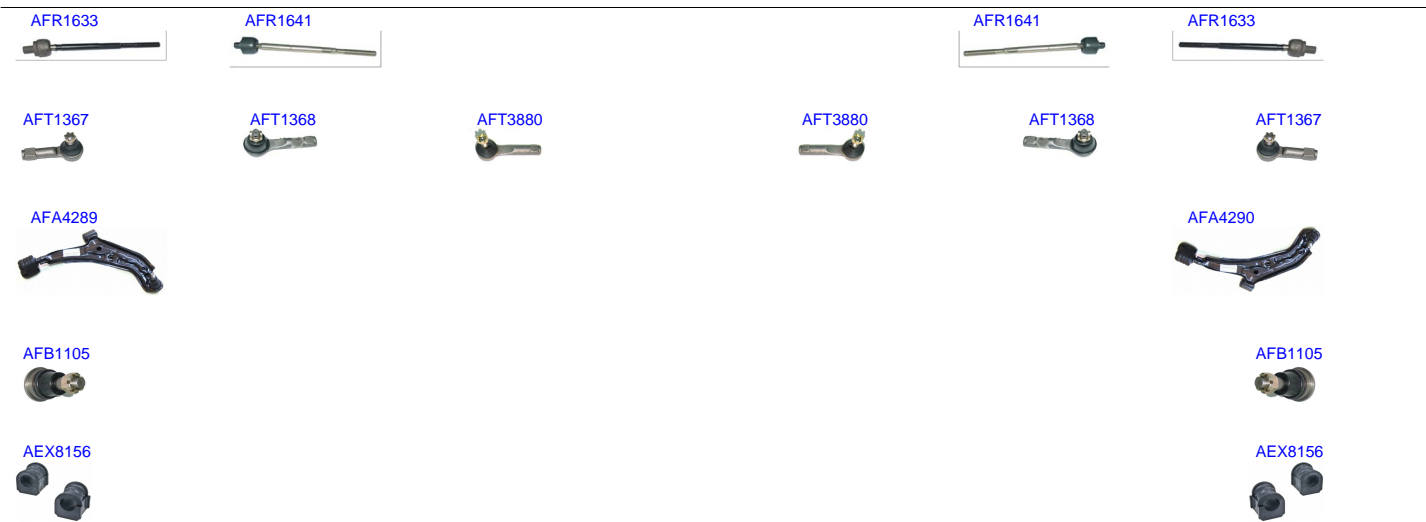 AFR1633 AFR1641 AFR1641 AFR1633
AFT1367 AFT1368 AFT3880 AFT3880 AFT1368 AFT1367
AFA4289 AFA4290
AFB1105 AFB1105
AEX8156 AEX8156